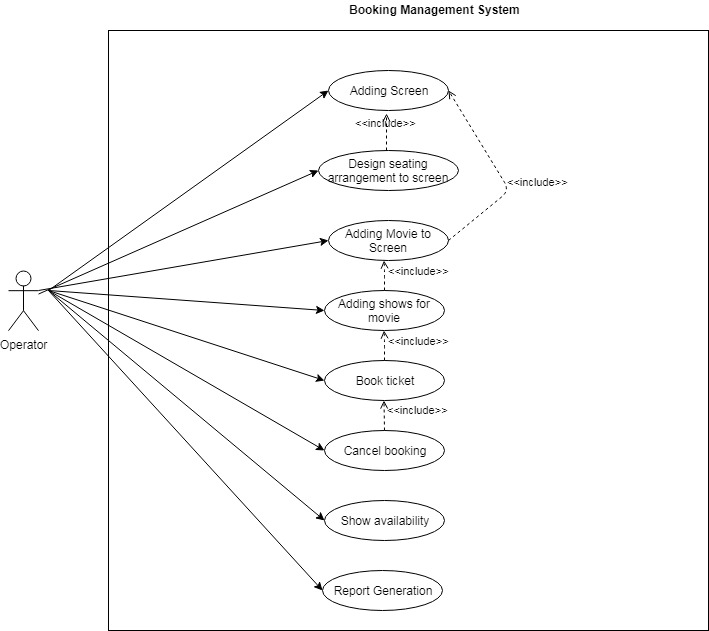 Booking Management System
Adding Screen
<<include>>
Design seating
arrangement to screen
<<include>>
Adding Movie to
Screen
<<include>>
Adding shows for
movie
Operator
<<include>>
Book ticket
<<include>>
Cancel booking
Show availability
Report Generation